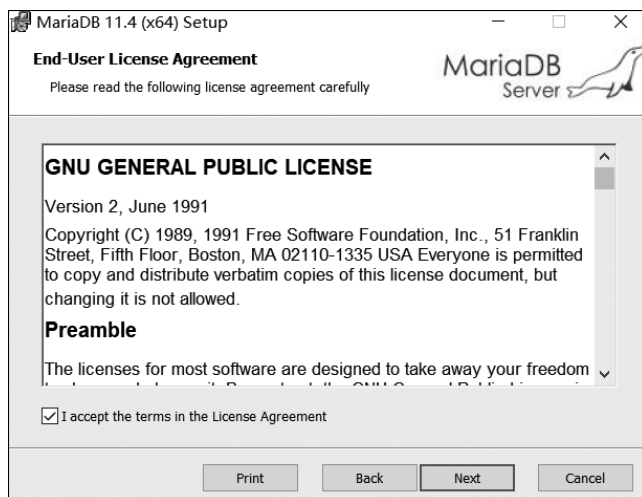 MariaDB 11.4 (x64) Setup
End-User License Agreement
Please read the following license agreement carefully
MariaDB
Server
GNU GENERAL PUBLIC LICENSE
Version 2, June 1991
Copyright (C) 1989, 1991 Free Software Foundation, Inc., 51 Franklin
Street, Fifth Floor, Boston, MA 02110-1335 USA Everyone is permitted
to copy and distribute verbatim copies of this license document, but
changing it is not allowed.
Preamble
The licenses for most software are designed to take away your freedom
I accept the terms in the License Agreement
Print
Back
Next
Cancel